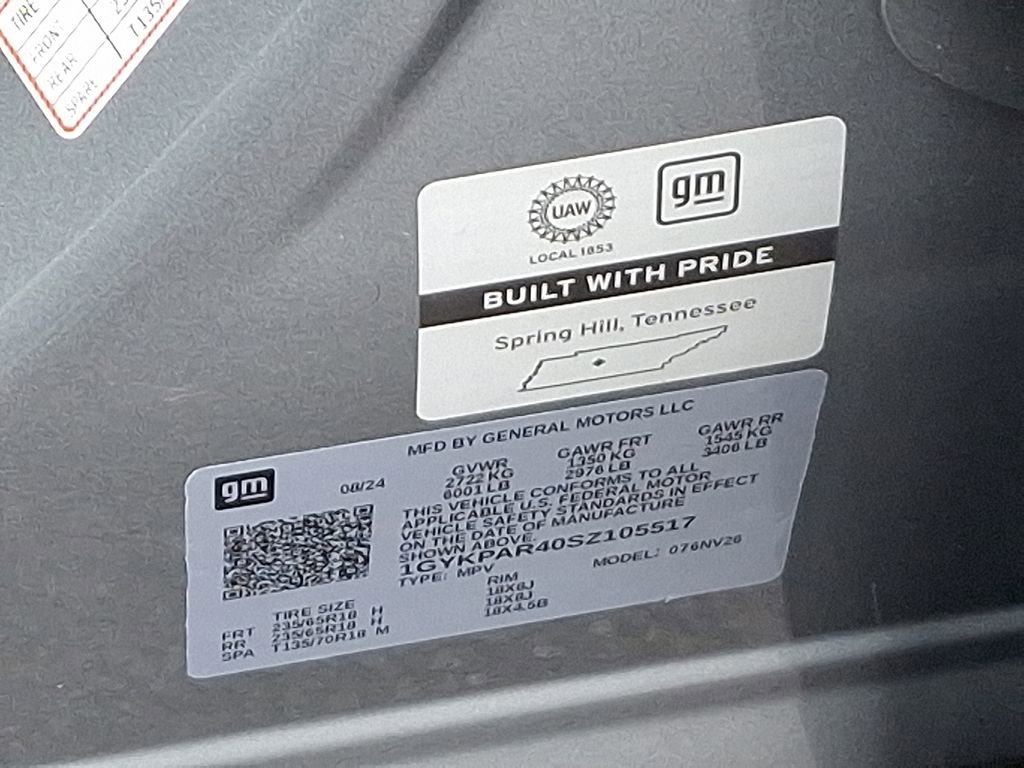 TIRE
FRONT
REAR
SPARE
T135/
UAW
LOCAL 1853
gm
BUILT WITH PRIDE
Spring Hill, Tennessee
MFD BY GENERAL MOTORS LLC
gm
08/24
GVWR GAWR FRT GAWR RR
2722 KG 1350 KG 1545 KG
6001 LB 2976 LB 3406 LB
THIS VEHICLE CONFORMS TO ALL
APPLICABLE U.S. FEDERAL MOTOR
VEHICLE SAFETY STANDARDS IN EFFECT
ON THE DATE OF MANUFACTURE
SHOWN ABOVE.
1GYKPAR40SZ105517
TYPE: MPV MODEL: 076NV26
TIRE SIZE RIM
FRT 235/65R18 H 18X8J
RR 235/65R18 H 18X8J
SPA T135/70R18 M 18X4.5B